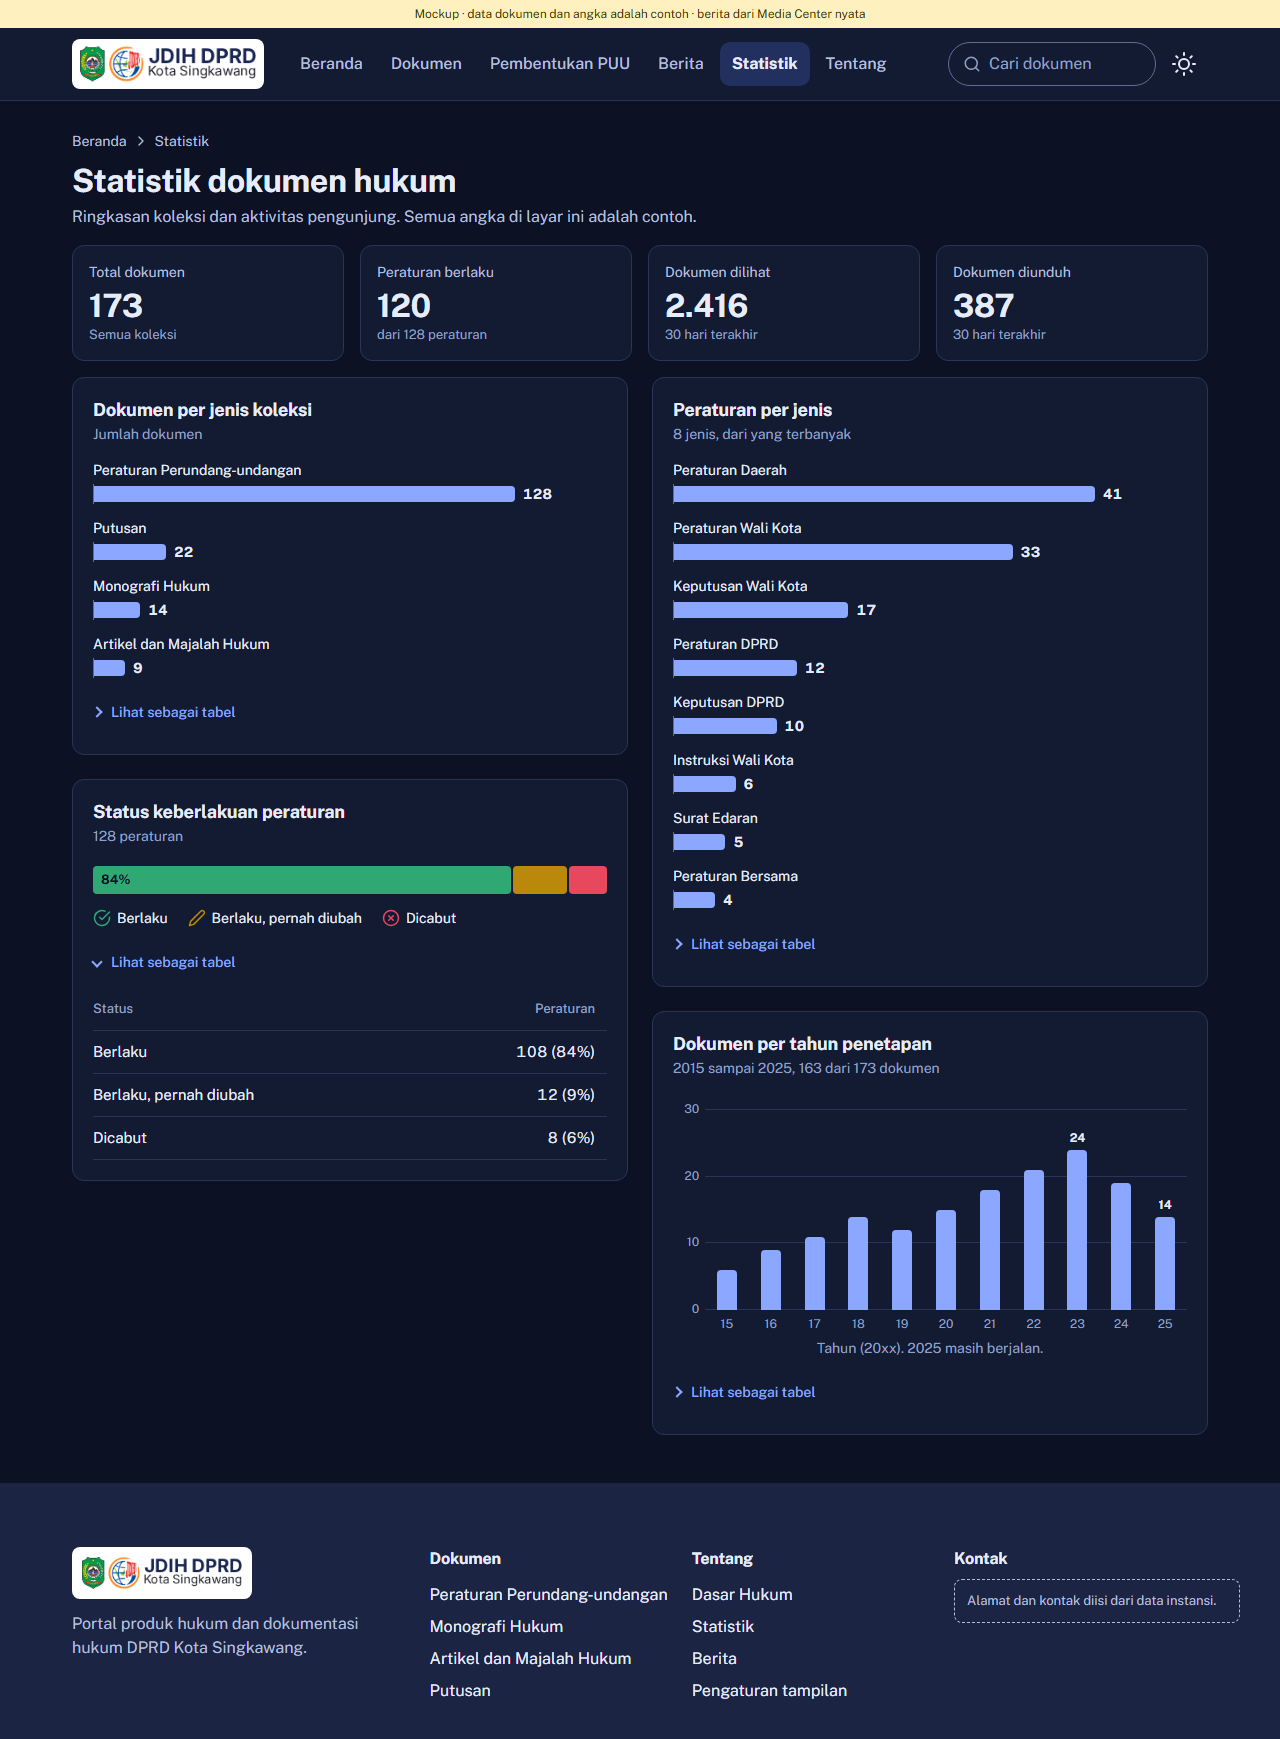 Mockup · data dokumen dan angka adalah contoh · berita dari Media Center nyata
JDIH DPRD
Kota Singkawang
Beranda
Dokumen
Pembentukan PUU
Berita
Statistik
Tentang
Cari dokumen
Beranda
Statistik
Statistik dokumen hukum
Ringkasan koleksi dan aktivitas pengunjung. Semua angka di layar ini adalah contoh.
Total dokumen
173
Semua koleksi
Peraturan berlaku
120
dari 128 peraturan
Dokumen dilihat
2.416
30 hari terakhir
Dokumen diunduh
387
30 hari terakhir
Dokumen per jenis koleksi
Jumlah dokumen
Peraturan Perundang-undangan
128
Putusan
22
Monografi Hukum
14
Artikel dan Majalah Hukum
9
Lihat sebagai tabel
Status keberlakuan peraturan
128 peraturan
84%
Berlaku
Berlaku, pernah diubah
Dicabut
Lihat sebagai tabel
Status
Peraturan
Berlaku
108 (84%)
Berlaku, pernah diubah
12 (9%)
Dicabut
8 (6%)
Peraturan per jenis
8 jenis, dari yang terbanyak
Peraturan Daerah
41
Peraturan Wali Kota
33
Keputusan Wali Kota
17
Peraturan DPRD
12
Keputusan DPRD
10
Instruksi Wali Kota
6
Surat Edaran
5
Peraturan Bersama
4
Lihat sebagai tabel
Dokumen per tahun penetapan
2015 sampai 2025, 163 dari 173 dokumen
30
20
10
0
24
14
15
16
17
18
19
20
21
22
23
24
25
Tahun (20xx). 2025 masih berjalan.
Lihat sebagai tabel
JDIH DPRD
Kota Singkawang
Portal produk hukum dan dokumentasi
hukum DPRD Kota Singkawang.
Dokumen
Peraturan Perundang-undangan
Monografi Hukum
Artikel dan Majalah Hukum
Putusan
Tentang
Dasar Hukum
Statistik
Berita
Pengaturan tampilan
Kontak
Alamat dan kontak diisi dari data instansi.